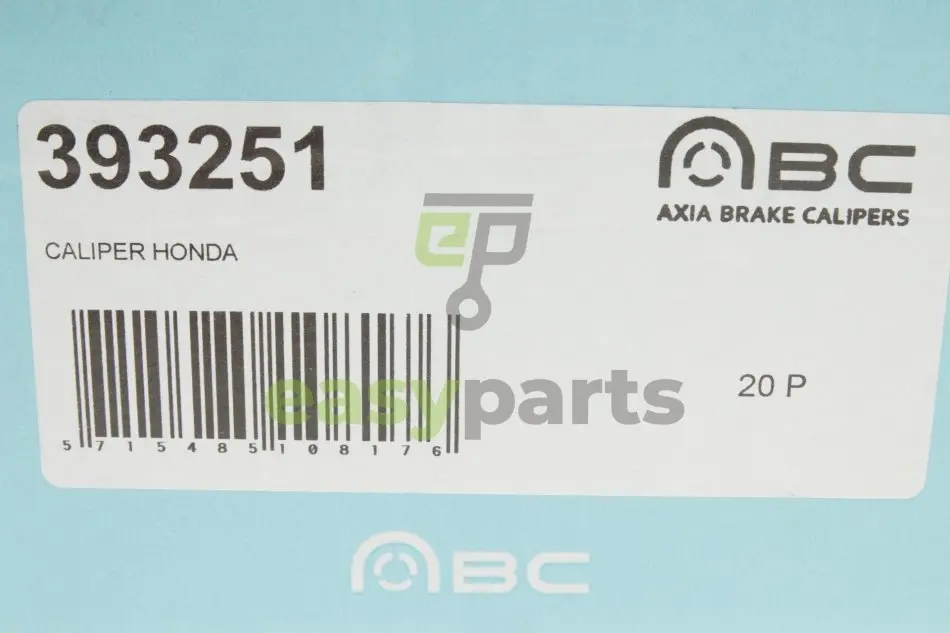 393251
ABC
AXIA BRAKE CALIPERS
CALIPER HONDA
ep
easyparts
20 P
5 715485 108176
ABC